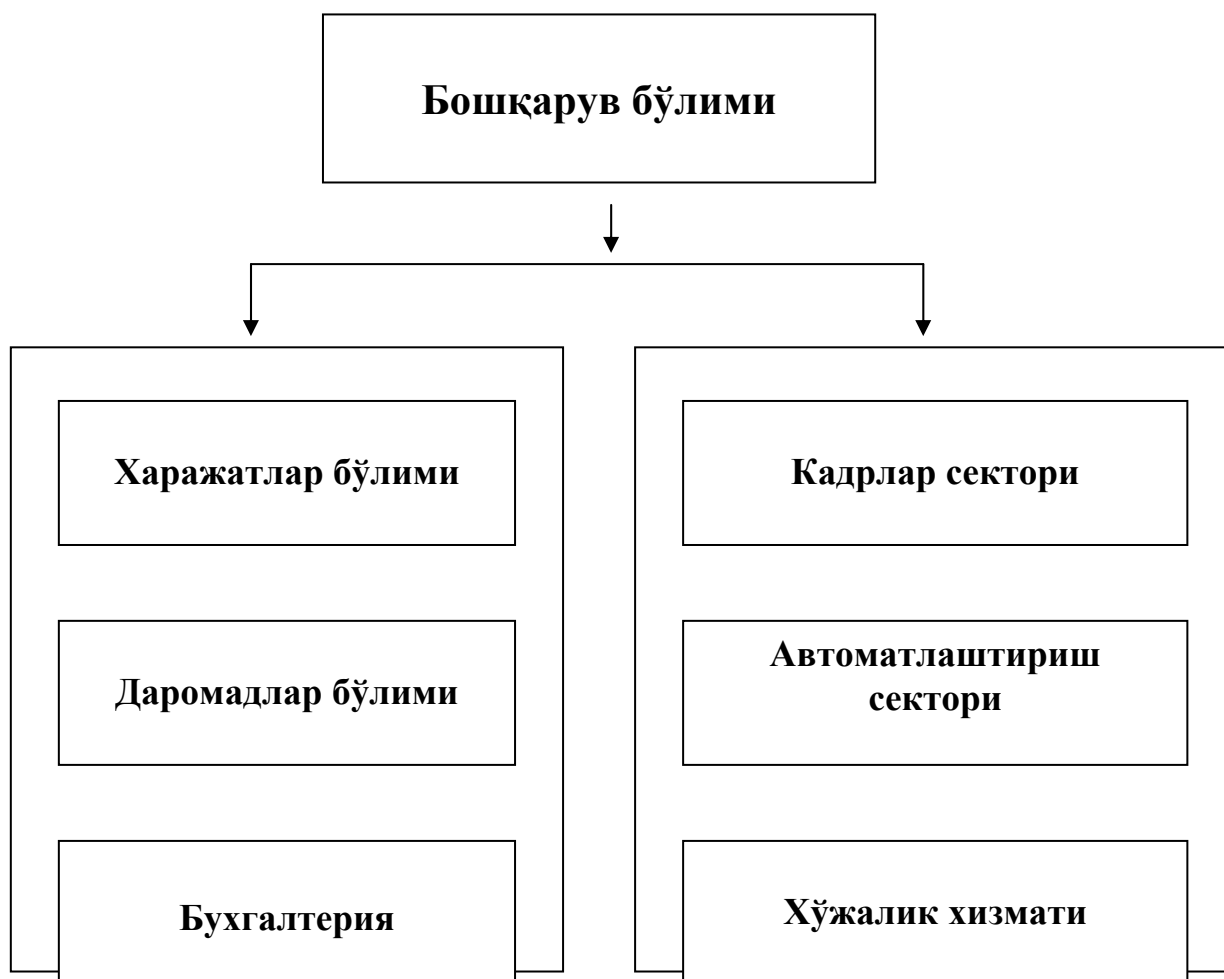 Бошқарув бўлими
Харажатлар бўлими
Даромадлар бўлими
Бухгалтерия
Кадрлар сектори
Автоматлаштириш
сектори
Хўжалик хизмати